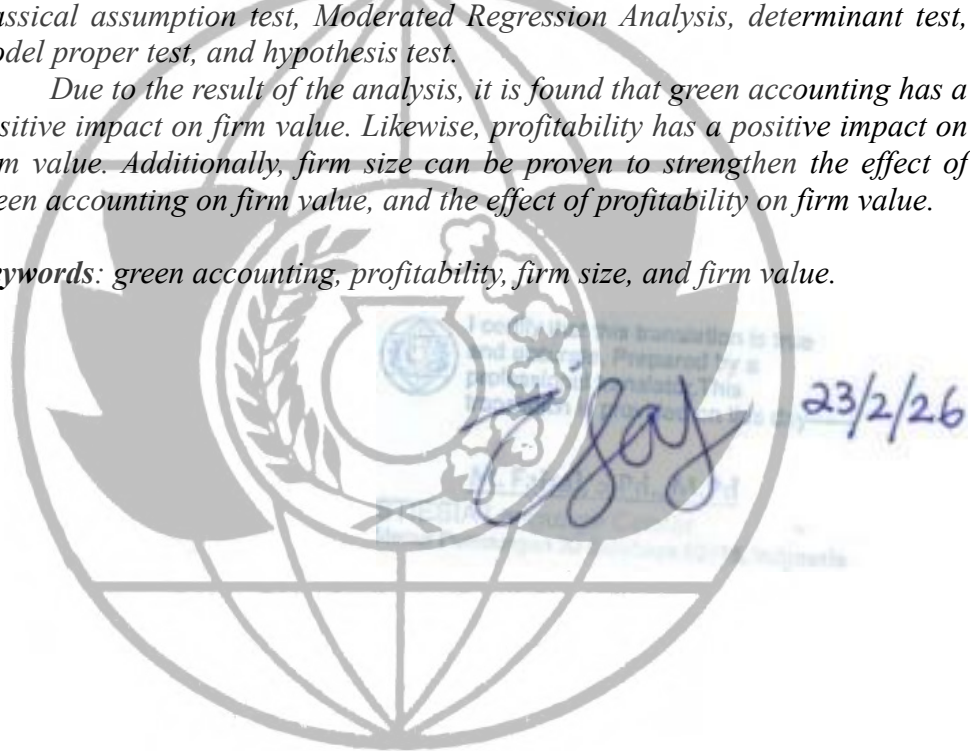 assical assumption test, Moderated Regression Analysis, determinant test,
odel proper test, and hypothesis test.
Due to the result of the analysis, it is found that green accounting has a
sitive impact on firm value. Likewise, profitability has a positive impact on
m value. Additionally, firm size can be proven to strengthen the effect of
een accounting on firm value, and the effect of profitability on firm value.
ywords: green accounting, profitability, firm size, and firm value.
I certify that this translation is true
and accurate. Prepared by a
23/2/26